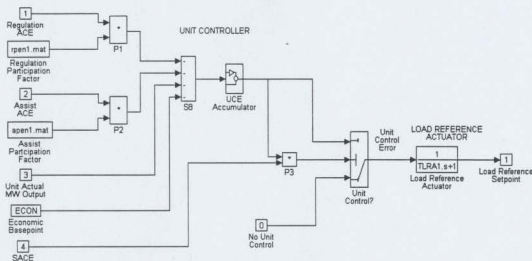 1
Regulation
ACE
rpen1.mat
Regulation
Participation
Factor
*
P1
UNIT CONTROLLER
2
Assist
ACE
apen1.mat
Assist
Participation
Factor
*
P2
3
Unit Actual
MW Output
ECON
Economic
Basepoint
4
SACE
-
-
-
-
S8
UCE
Accumulator
*
P3
0
No Unit
Control
Unit
Control?
Unit
Control
Error
LOAD REFERENCE
ACTUATOR
1
TLRA1.s+1
Load Reference
Actuator
1
Load Reference
Setpoint